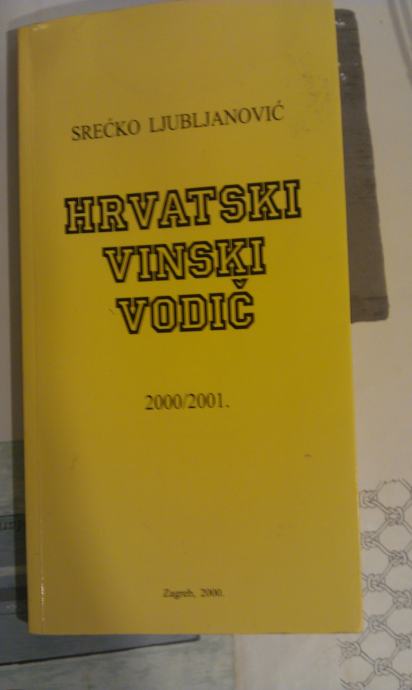 SREĆKO LJUBLJANOVIĆ
HRVATSKI
VINSKI
VODIČ
2000/2001.
Zagreb, 2000.